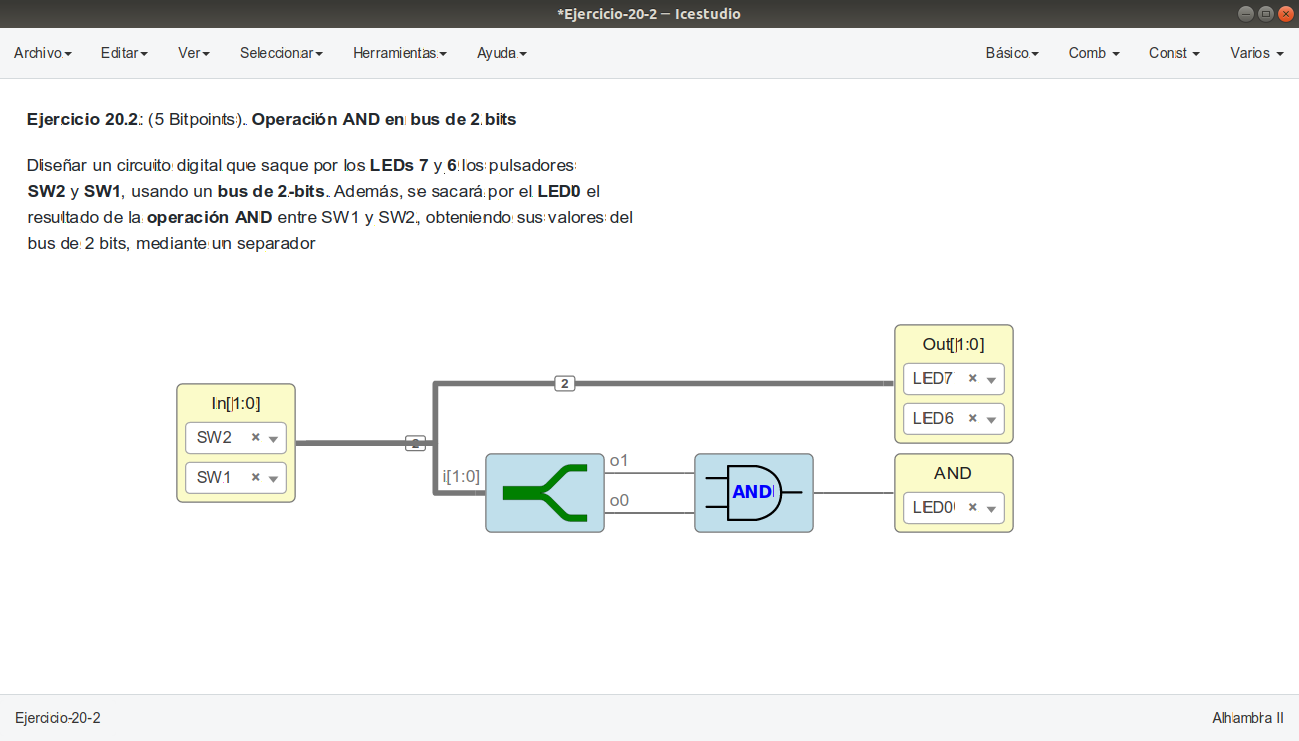 *Ejercicio-20-2 — Icestudio
Archivo Editar Ver Seleccionar Herramientas Ayuda Básico Comb Const Varios
Ejercicio 20.2: (5 Bitpoints). Operación AND en bus de 2 bits
DIseñar un circuito digital que saque por los LEDs 7 y 6 los pulsadores
SW2 y SW1, usando un bus de 2-bits. Además, se sacará por el LED0 el
resultado de la operación AND entre SW1 y SW2, obteniendo sus valores del
bus de 2 bits, mediante un separador
Out[1:0]
LED7
LED6
2
In[1:0]
SW2
SW1
2
i[1:0]
o1
o0
AND
AND
LED0
Ejercicio-20-2 Alhambra II